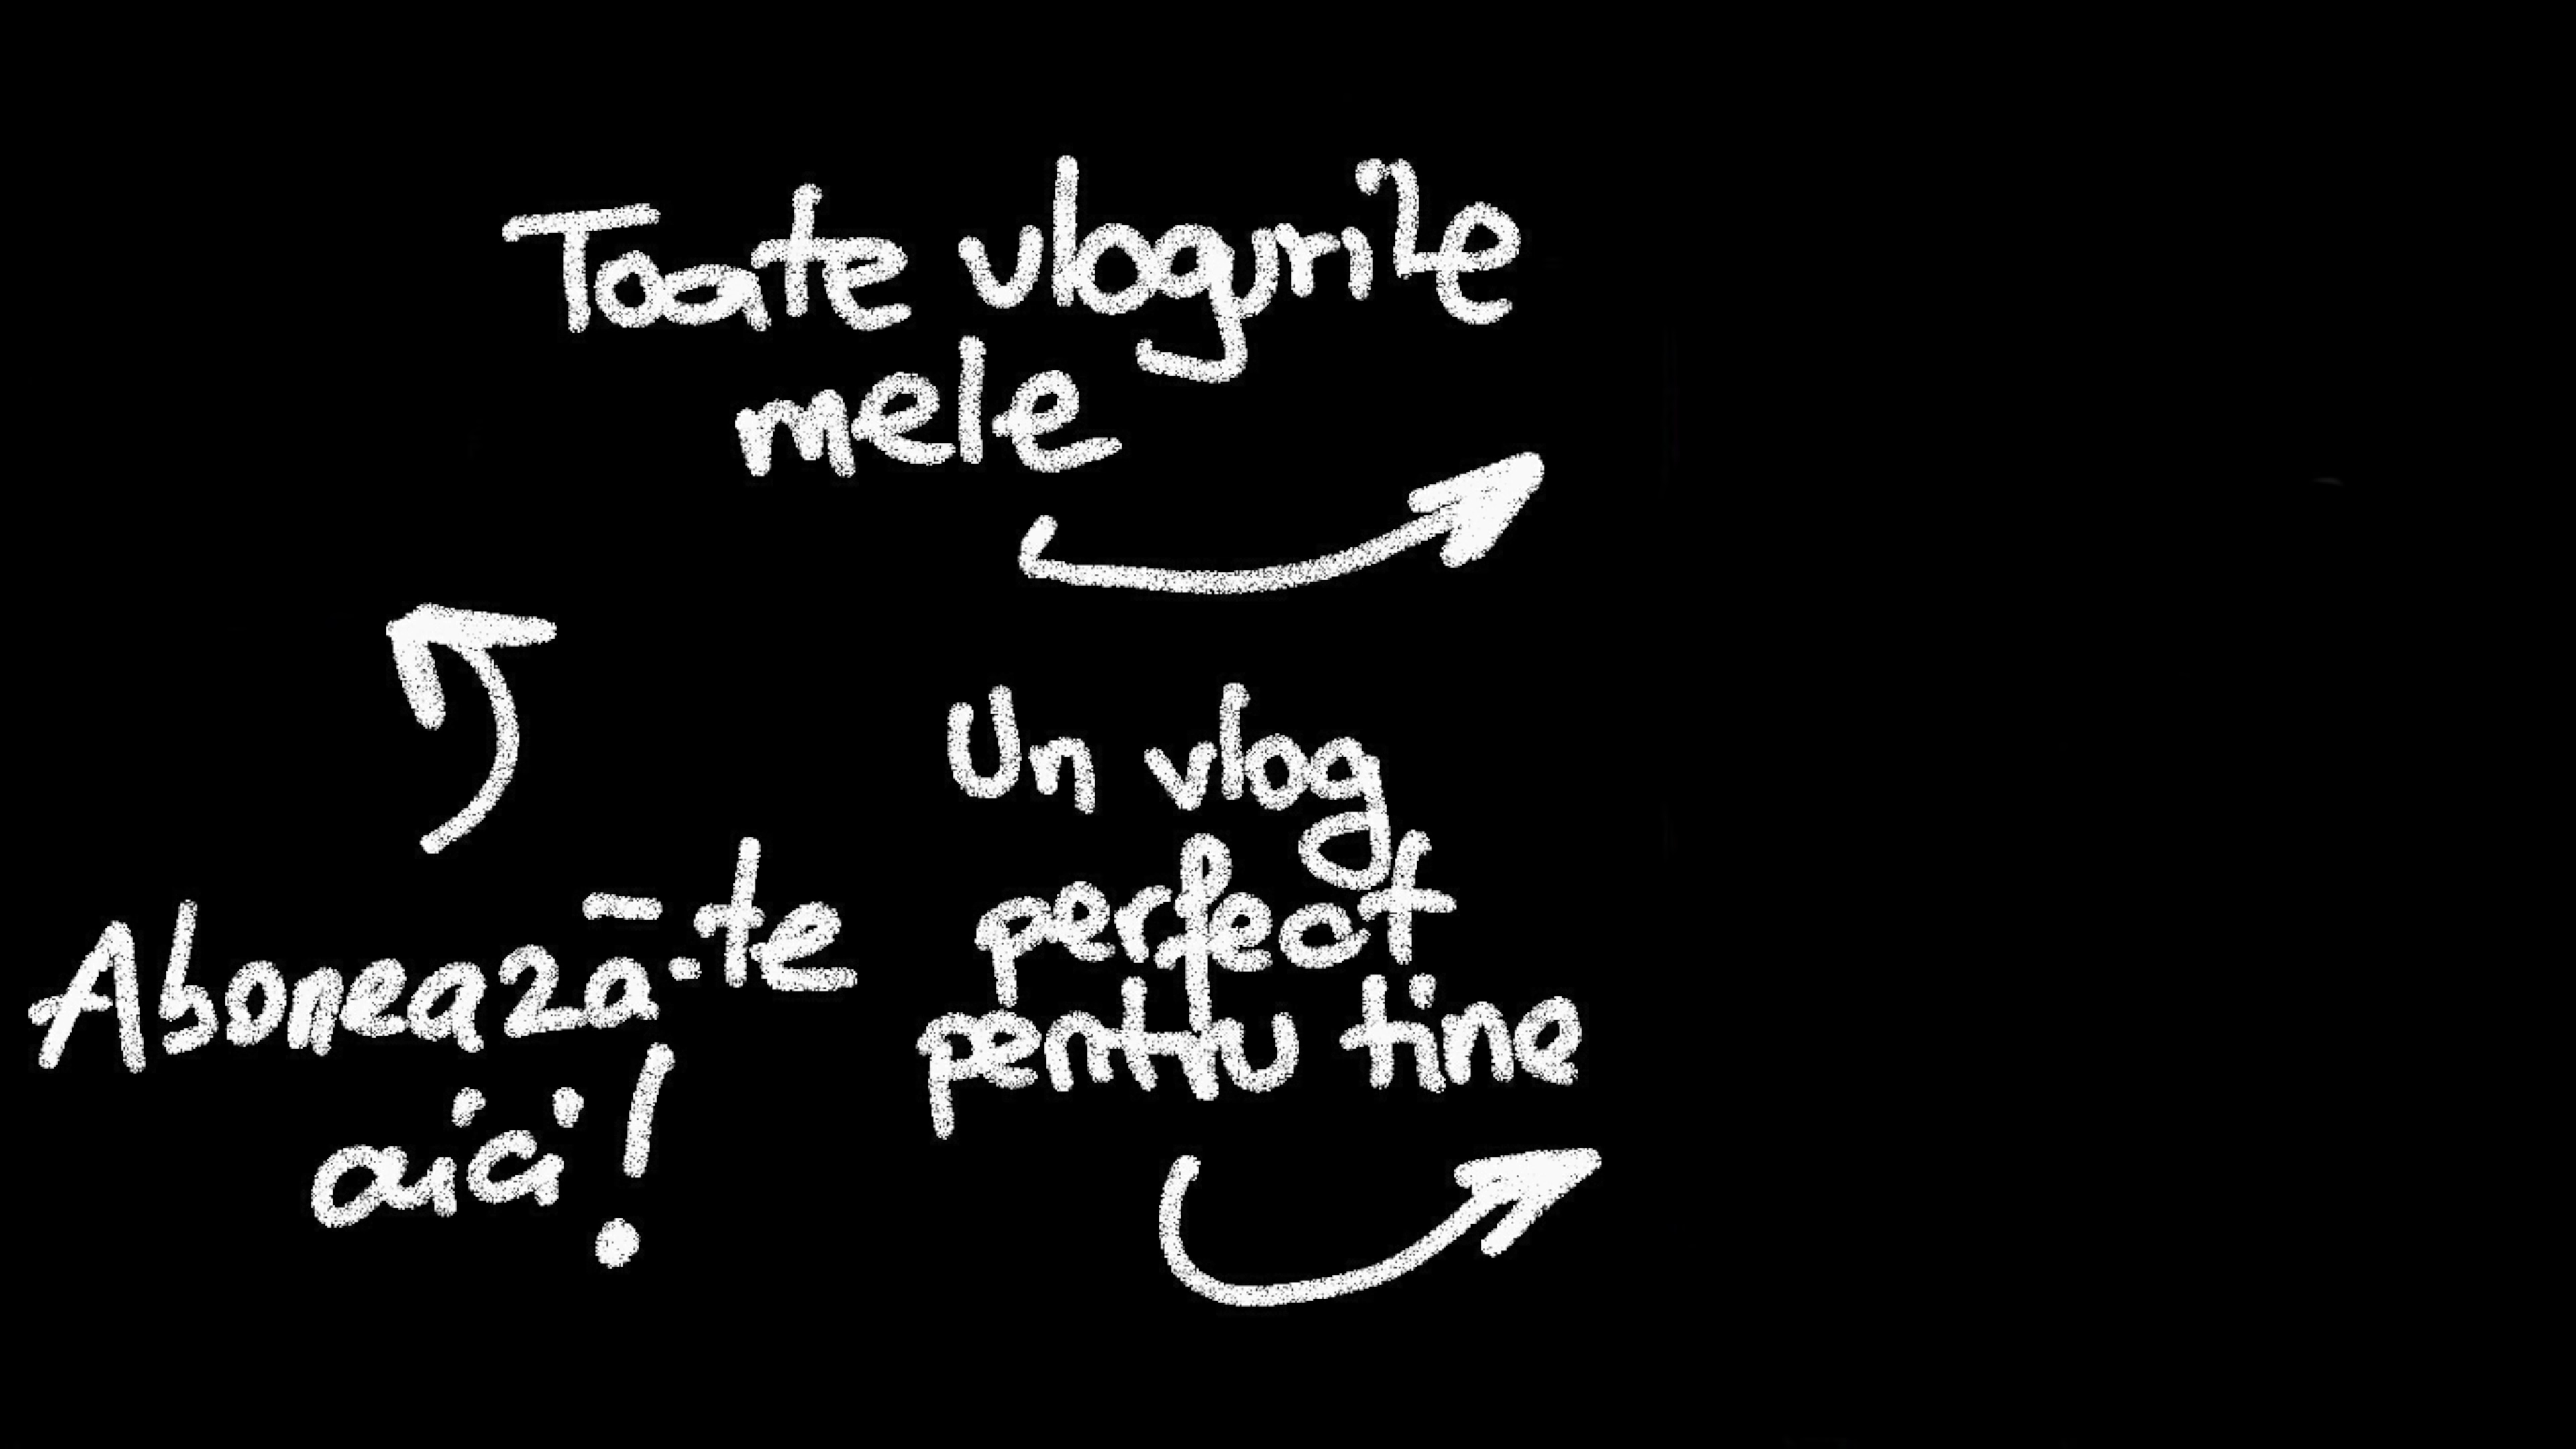 Toate vlogurile
mele
Un vlog
perfect
pentru tine
Abonează-te
aici!